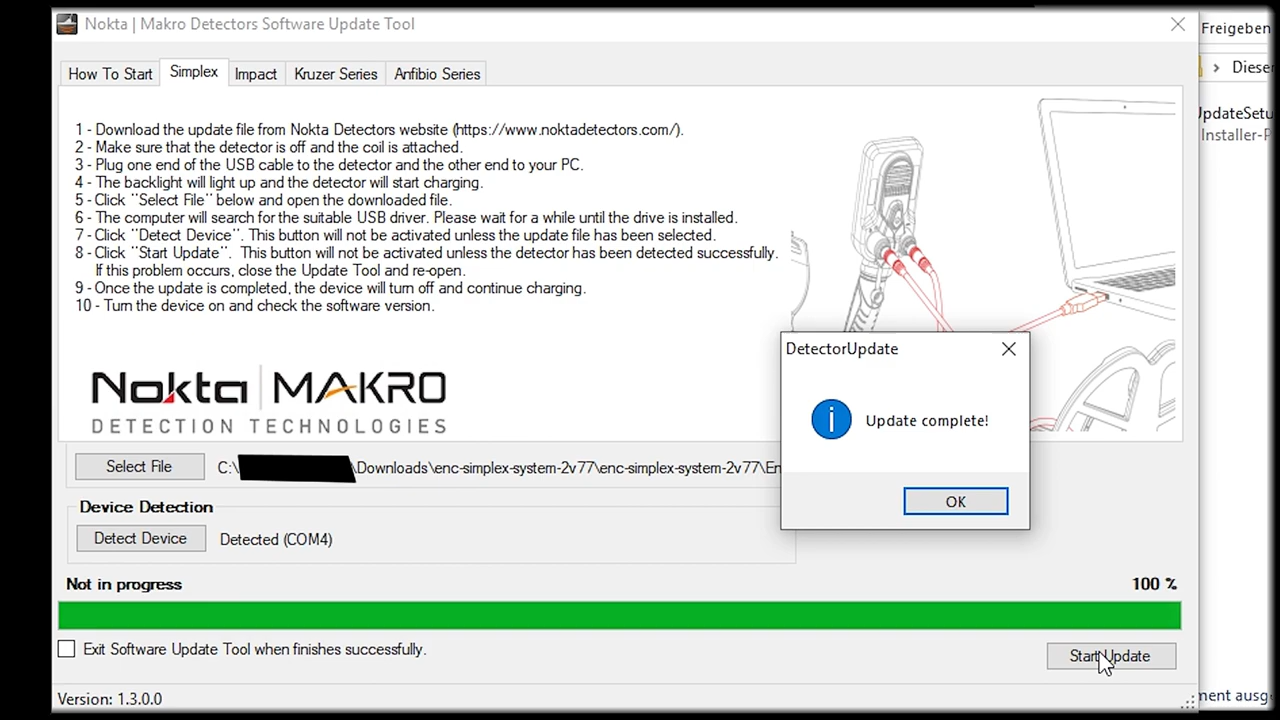 Nokta | Makro Detectors Software Update Tool
Freigeben
How To Start Simplex Impact Kruzer Series Anfibio Series
1 - Download the update file from Nokta Detectors website (https://www.noktadetectors.com/).
2 - Make sure that the detector is off and the coil is attached.
3 - Plug one end of the USB cable to the detector and the other end to your PC.
4 - The backlight will light up and the detector will start charging.
5 - Click ¨Select File¨ below and open the downloaded file.
6 - The computer will search for the suitable USB driver. Please wait for a while until the drive is installed.
7 - Click ¨Detect Device¨. This button will not be activated unless the update file has been selected.
8 - Click ¨Start Update¨.  This button will not be activated unless the detector has been detected successfully.
If this problem occurs, close the Update Tool and re-open.
9 - Once the update is completed, the device will turn off and continue charging.
10 - Turn the device on and check the software version.
Nokta | MAKRO
DETECTION TECHNOLOGIES
DetectorUpdate
Update complete!
OK
Select File C:\ \Downloads\enc-simplex-system-2v77\enc-simplex-system-2v77\En
Device Detection
Detect Device Detected (COM4)
Not in progress 100 %
Exit Software Update Tool when finishes successfully.
Start Update
Version: 1.3.0.0
> Diese
UpdateSetu
Installer-P
ment ausg